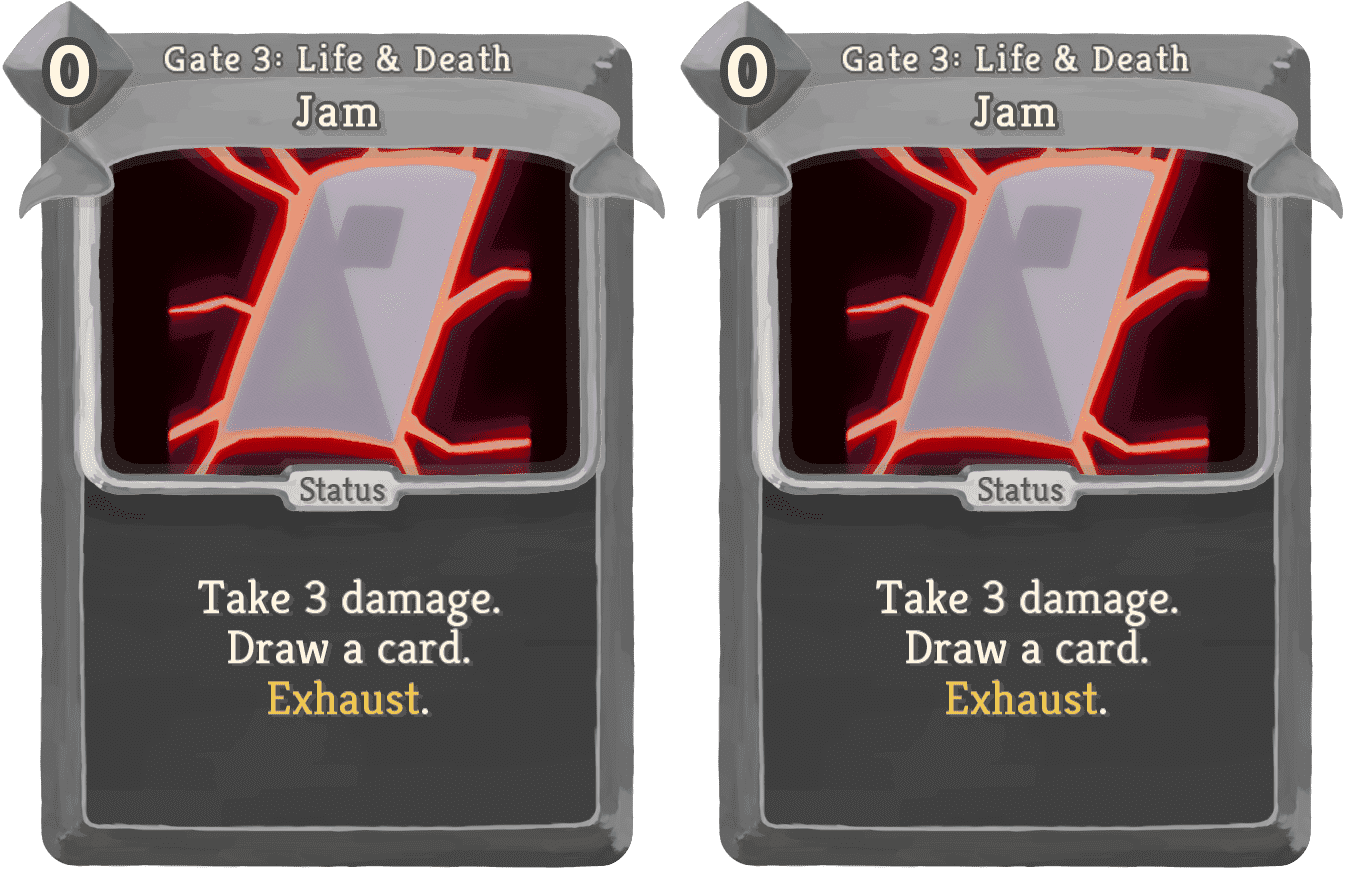 0
Gate 3: Life & Death
Jam
Status
Take 3 damage.
Draw a card.
Exhaust.
0
Gate 3: Life & Death
Jam
Status
Take 3 damage.
Draw a card.
Exhaust.